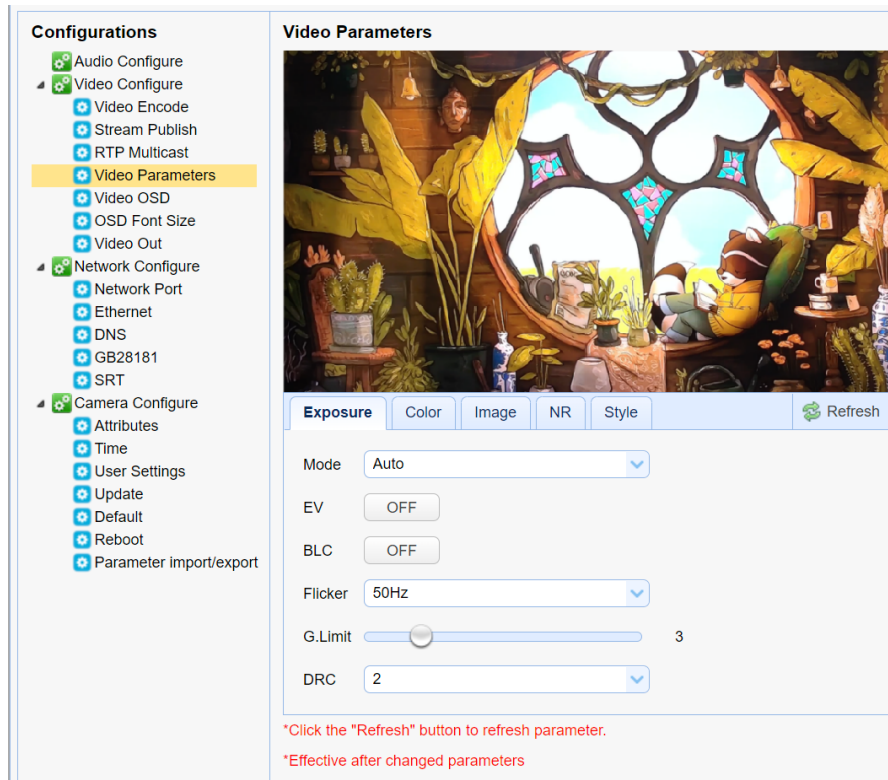 Configurations
Audio Configure
Video Configure
Video Encode
Stream Publish
RTP Multicast
Video Parameters
Video OSD
OSD Font Size
Video Out
Network Configure
Network Port
Ethernet
DNS
GB28181
SRT
Camera Configure
Attributes
Time
User Settings
Update
Default
Reboot
Parameter import/export
Video Parameters
Exposure Color Image NR Style Refresh
Mode Auto
EV OFF
BLC OFF
Flicker 50Hz
G.Limit 3
DRC 2
*Click the "Refresh" button to refresh parameter.
*Effective after changed parameters